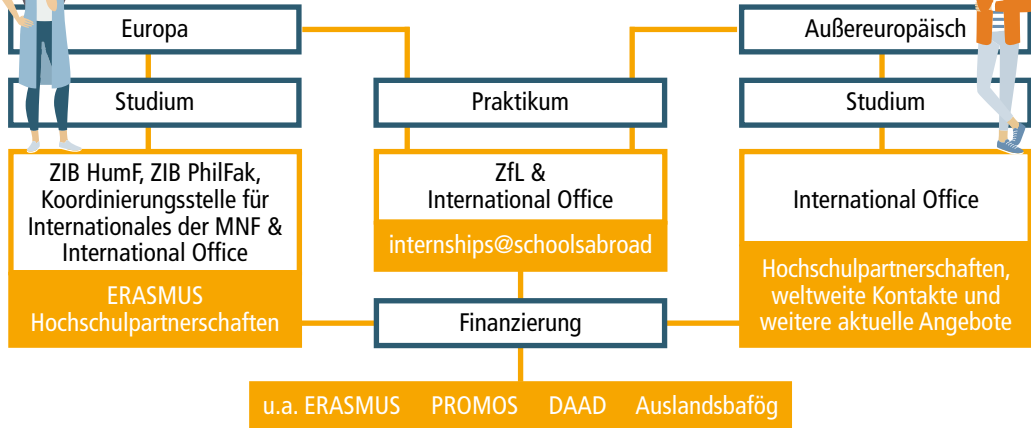 Europa
Außereuropäisch
Studium
Praktikum
Studium
ZIB HumF, ZIB PhilFak,
Koordinierungsstelle für
Internationales der MNF &
International Office
ERASMUS
Hochschulpartnerschaften
ZfL &
International Office
internships@schoolsabroad
International Office
Hochschulpartnerschaften,
weltweite Kontakte und
weitere aktuelle Angebote
Finanzierung
u.a. ERASMUS PROMOS DAAD Auslandsbafög